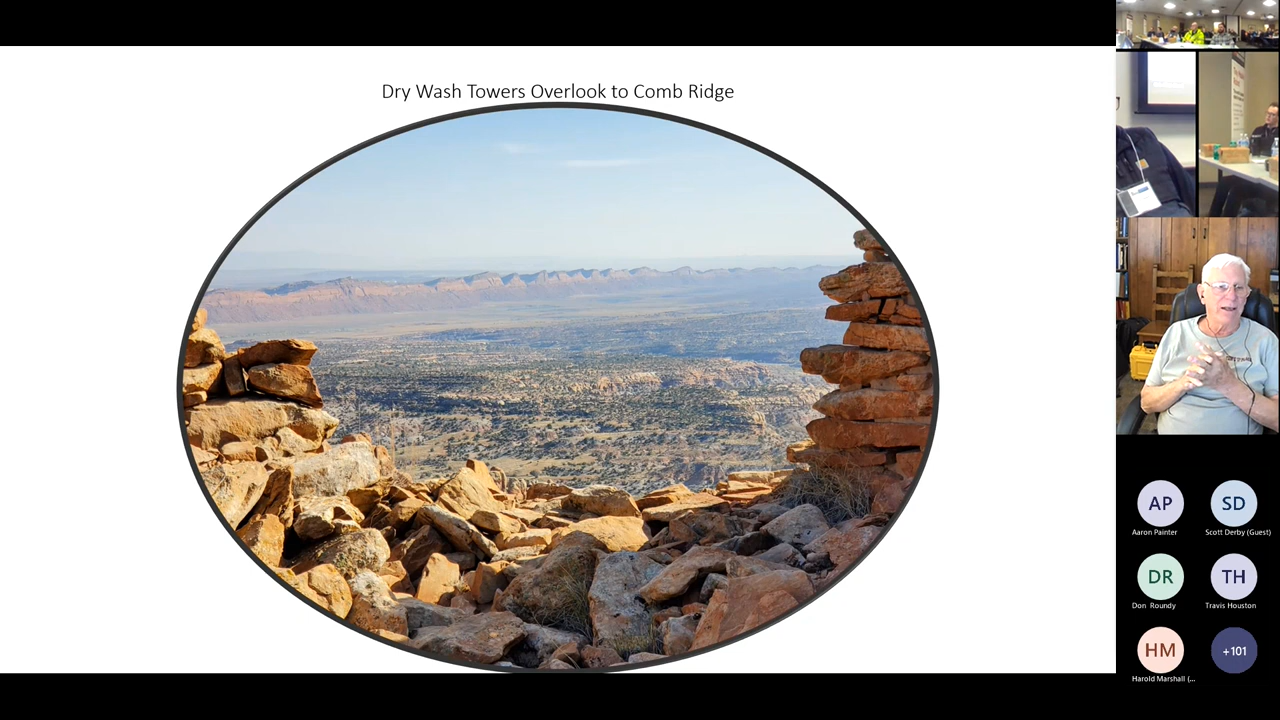 Dry Wash Towers Overlook to Comb Ridge
AP
Aaron Painter
SD
Scott Derby (Guest)
DR
Don Roundy
TH
Travis Houston
HM
Harold Marshall (...
+101